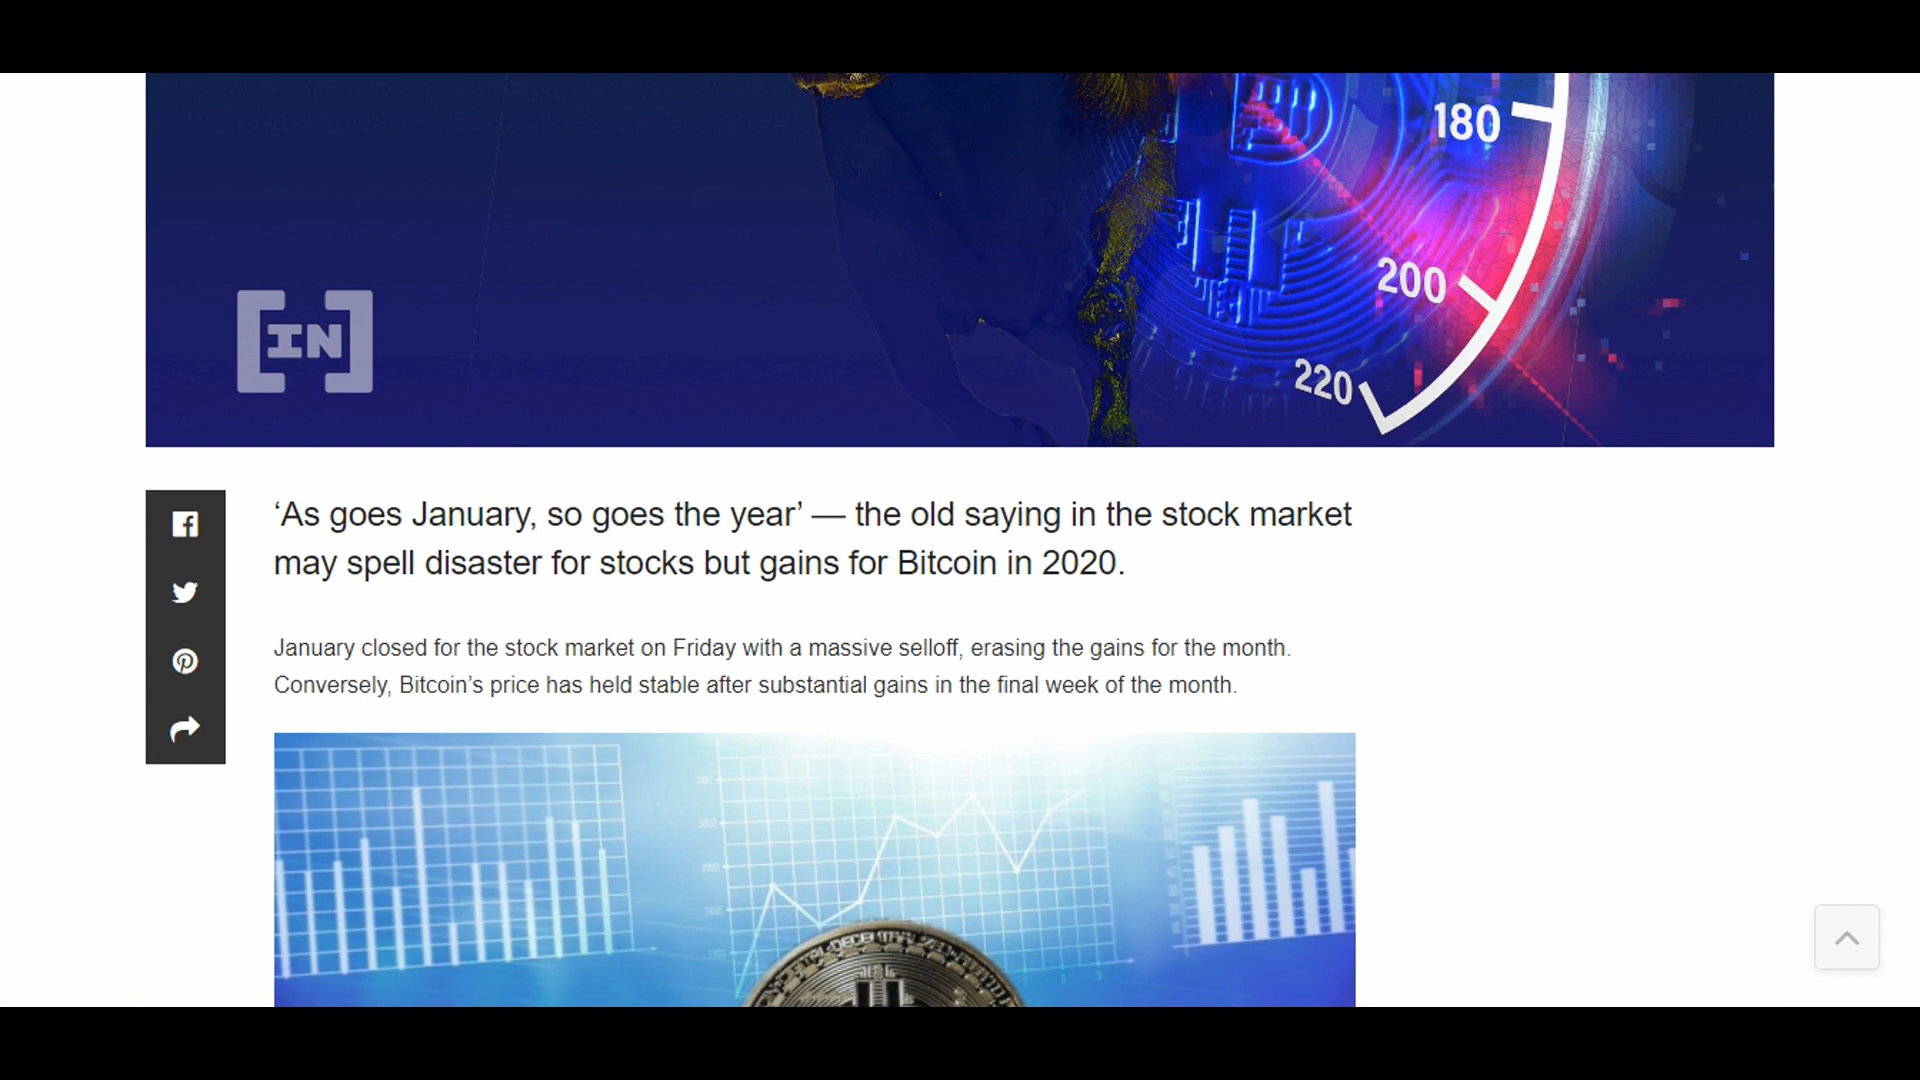 180
200
220
[IN]
‘As goes January, so goes the year’ — the old saying in the stock market
may spell disaster for stocks but gains for Bitcoin in 2020.
January closed for the stock market on Friday with a massive selloff, erasing the gains for the month.
Conversely, Bitcoin’s price has held stable after substantial gains in the final week of the month.